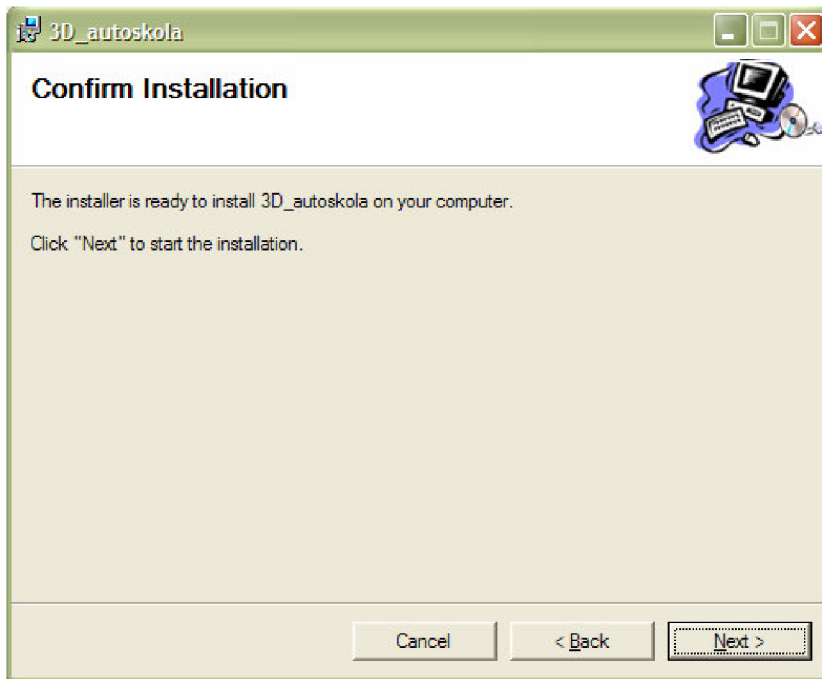 3D_autoskola
Confirm Installation
The installer is ready to install 3D_autoskola on your computer.
Click "Next" to start the installation.
Cancel
< Back
Next >